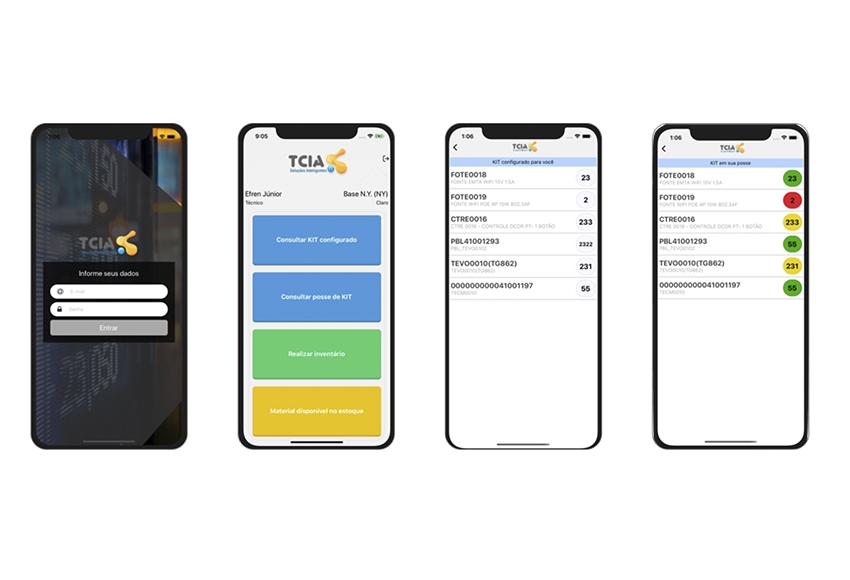 TCIA
Informe seus dados
E-mail
Senha
Entrar
9:05
TCIA
Soluções Inteligentes
Efren Júnior
Base N.Y. (NY)
Técnico
Claro
Consultar KIT configurado
Consultar posse de KIT
Realizar inventário
Material disponível no estoque
1:06
TCIA
KIT configurado para você
FOTE0018
FONTE EMTA WIFI 15V 1.5A
23
FOTE0019
FONTE WIFI POE 4P 15W 802.3AF
2
CTRE0016
CTRE 0016 - CONTROLE DCDR PT- 1 BOTÃO
233
PBL41001293
PBL_TEVO0102
2322
TEVO0010(TG862)
TEVO0010(TG862)
231
000000000041001197
TECM0010
55
1:06
TCIA
KIT em sua posse
FOTE0018
FONTE EMTA WIFI 15V 1.5A
23
FOTE0019
FONTE WIFI POE 4P 15W 802.3AF
2
CTRE0016
CTRE 0016 - CONTROLE DCDR PT- 1 BOTÃO
233
PBL41001293
PBL_TEVO0102
55
TEVO0010(TG862)
TEVO0010(TG862)
231
000000000041001197
TECM0010
55